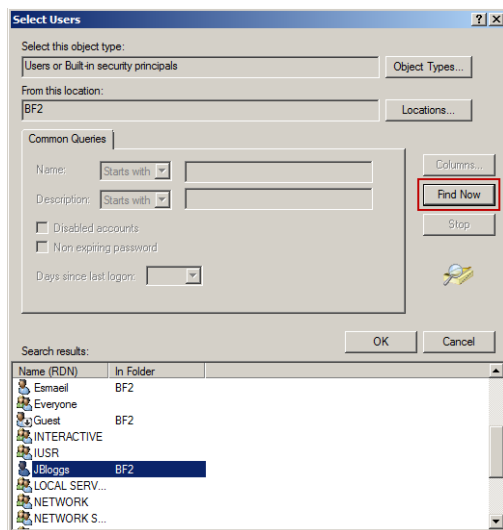 Select Users
Select this object type:
Users or Built-in security principals
Object Types...
From this location:
BF2
Locations...
Common Queries
Name:
Starts with
Columns...
Description:
Starts with
Find Now
Disabled accounts
Stop
Non expiring password
Days since last logon:
OK
Cancel
Search results:
Name (RDN) In Folder
Esmaeil BF2
Everyone
Guest BF2
INTERACTIVE
IUSR
JBloggs BF2
LOCAL SERV...
NETWORK
NETWORK S...